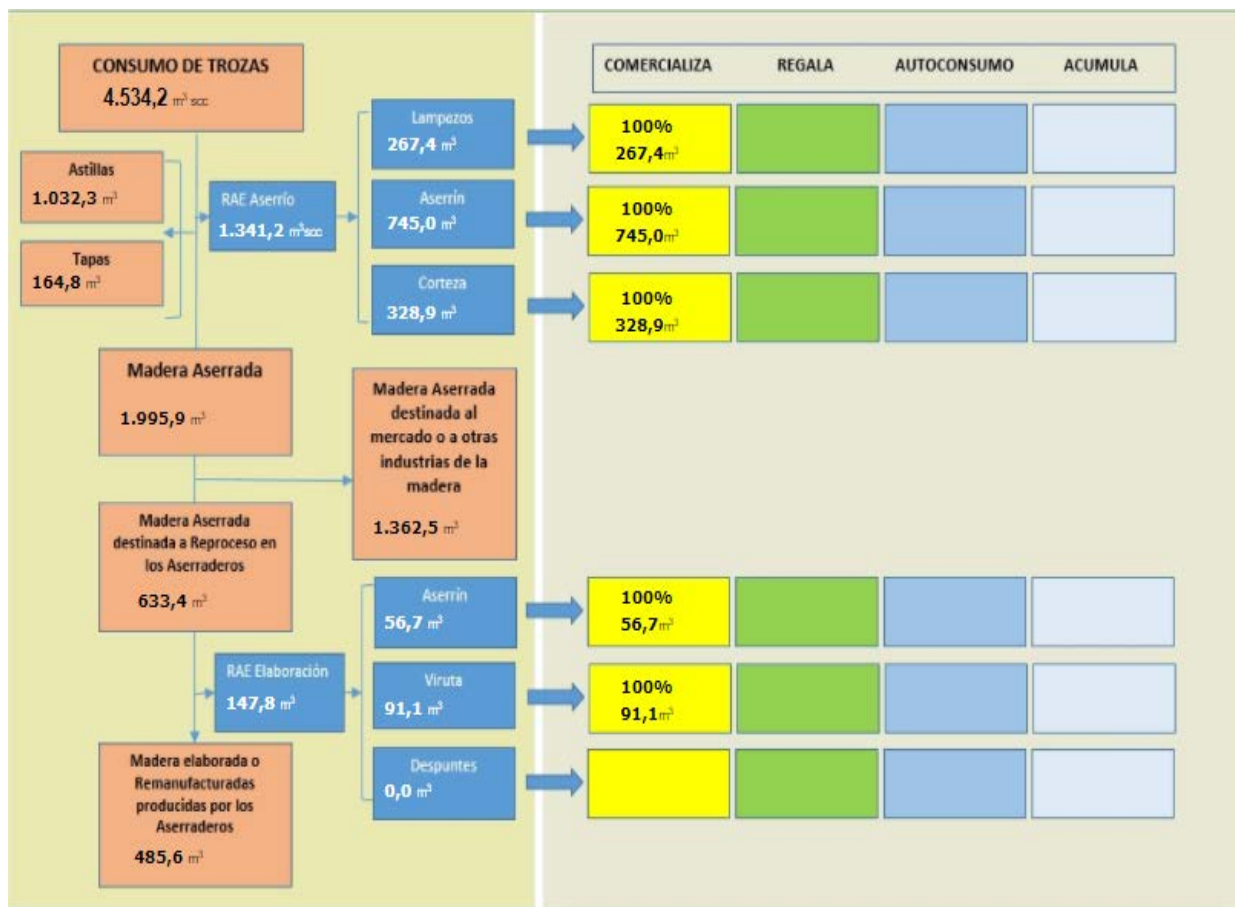 CONSUMO DE TROZAS
4.534,2 m³ scc
Astillas
1.032,3 m³
Tapas
164,8 m³
RAE Aserrío
1.341,2 m³scc
Lampazos
267,4 m³
Aserrín
745,0 m³
Corteza
328,9 m³
COMERCIALIZA REGALA AUTOCONSUMO ACUMULA
100%
267,4m³
100%
745,0m³
100%
328,9m³
Madera Aserrada
1.995,9 m³
Madera Aserrada
destinada al
mercado o a otras
industrias de la
madera
1.362,5 m³
Madera Aserrada
destinada a Reproceso en
los Aserraderos
633,4 m³
RAE Elaboración
147,8 m³
Aserrín
56,7 m³
Viruta
91,1 m³
Despuntes
0,0 m³
100%
56,7m³
100%
91,1m³
Madera elaborada o
Remanufacturadas
producidas por los
Aserraderos
485,6 m³